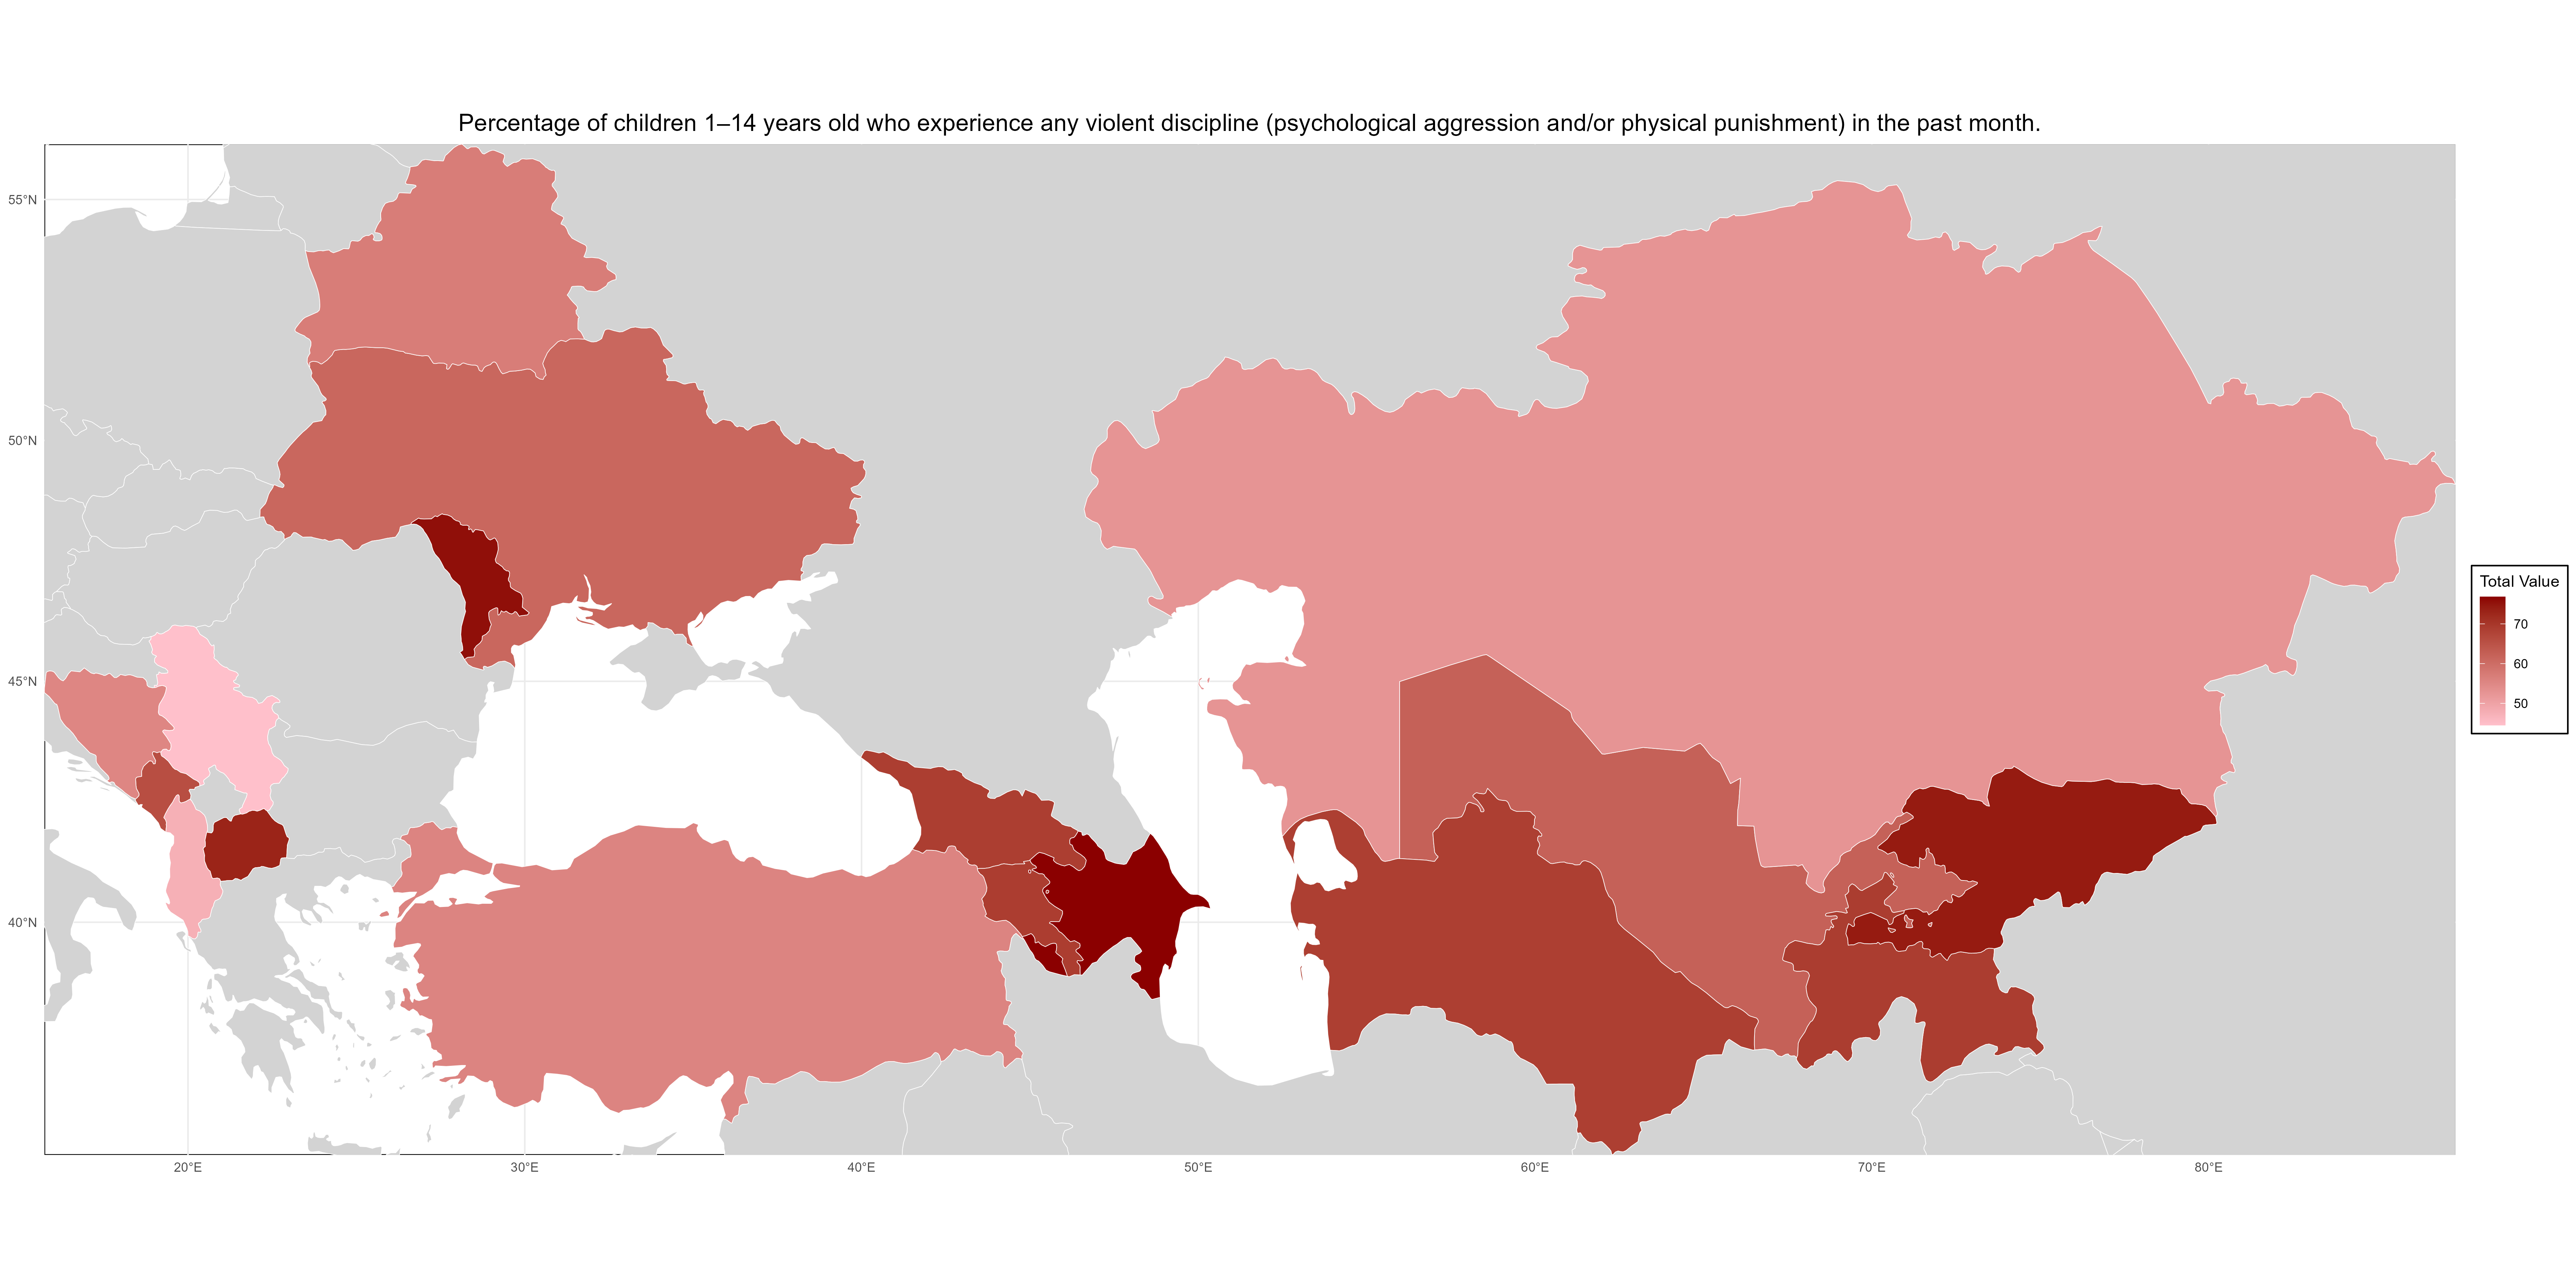 Percentage of children 1–14 years old who experience any violent discipline (psychological aggression and/or physical punishment) in the past month.
55°N
50°N
45°N
40°N
20°E
30°E
40°E
50°E
60°E
70°E
80°E
Total Value
70
60
50